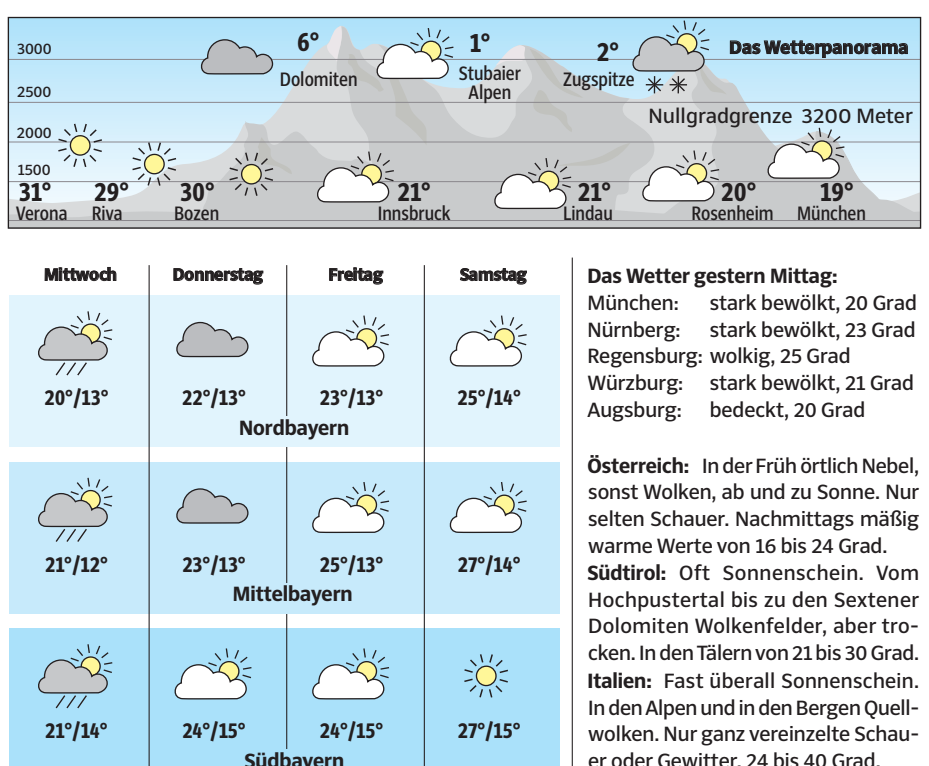 Das Wetterpanorama
3000
2500
2000
1500
6°
Dolomiten
1°
Stubaier
Alpen
2°
Zugspitze
Nullgradgrenze 3200 Meter
31°
Verona
29°
Riva
30°
Bozen
21°
Innsbruck
21°
Lindau
20°
Rosenheim
19°
München
Mittwoch Donnerstag Freitag Samstag
20°/13° 22°/13° 23°/13° 25°/14°
Nordbayern
21°/12° 23°/13° 25°/13° 27°/14°
Mittelbayern
21°/14° 24°/15° 24°/15° 27°/15°
Südbayern
Das Wetter gestern Mittag:
München: stark bewölkt, 20 Grad
Nürnberg: stark bewölkt, 23 Grad
Regensburg: wolkig, 25 Grad
Würzburg: stark bewölkt, 21 Grad
Augsburg: bedeckt, 20 Grad
Österreich: In der Früh örtlich Nebel,
sonst Wolken, ab und zu Sonne. Nur
selten Schauer. Nachmittags mäßig
warme Werte von 16 bis 24 Grad.
Südtirol: Oft Sonnenschein. Vom
Hochpustertal bis zu den Sextener
Dolomiten Wolkenfelder, aber tro-
cken. In den Tälern von 21 bis 30 Grad.
Italien: Fast überall Sonnenschein.
In den Alpen und in den Bergen Quell-
wolken. Nur ganz vereinzelte Schau-
er oder Gewitter. 24 bis 40 Grad.